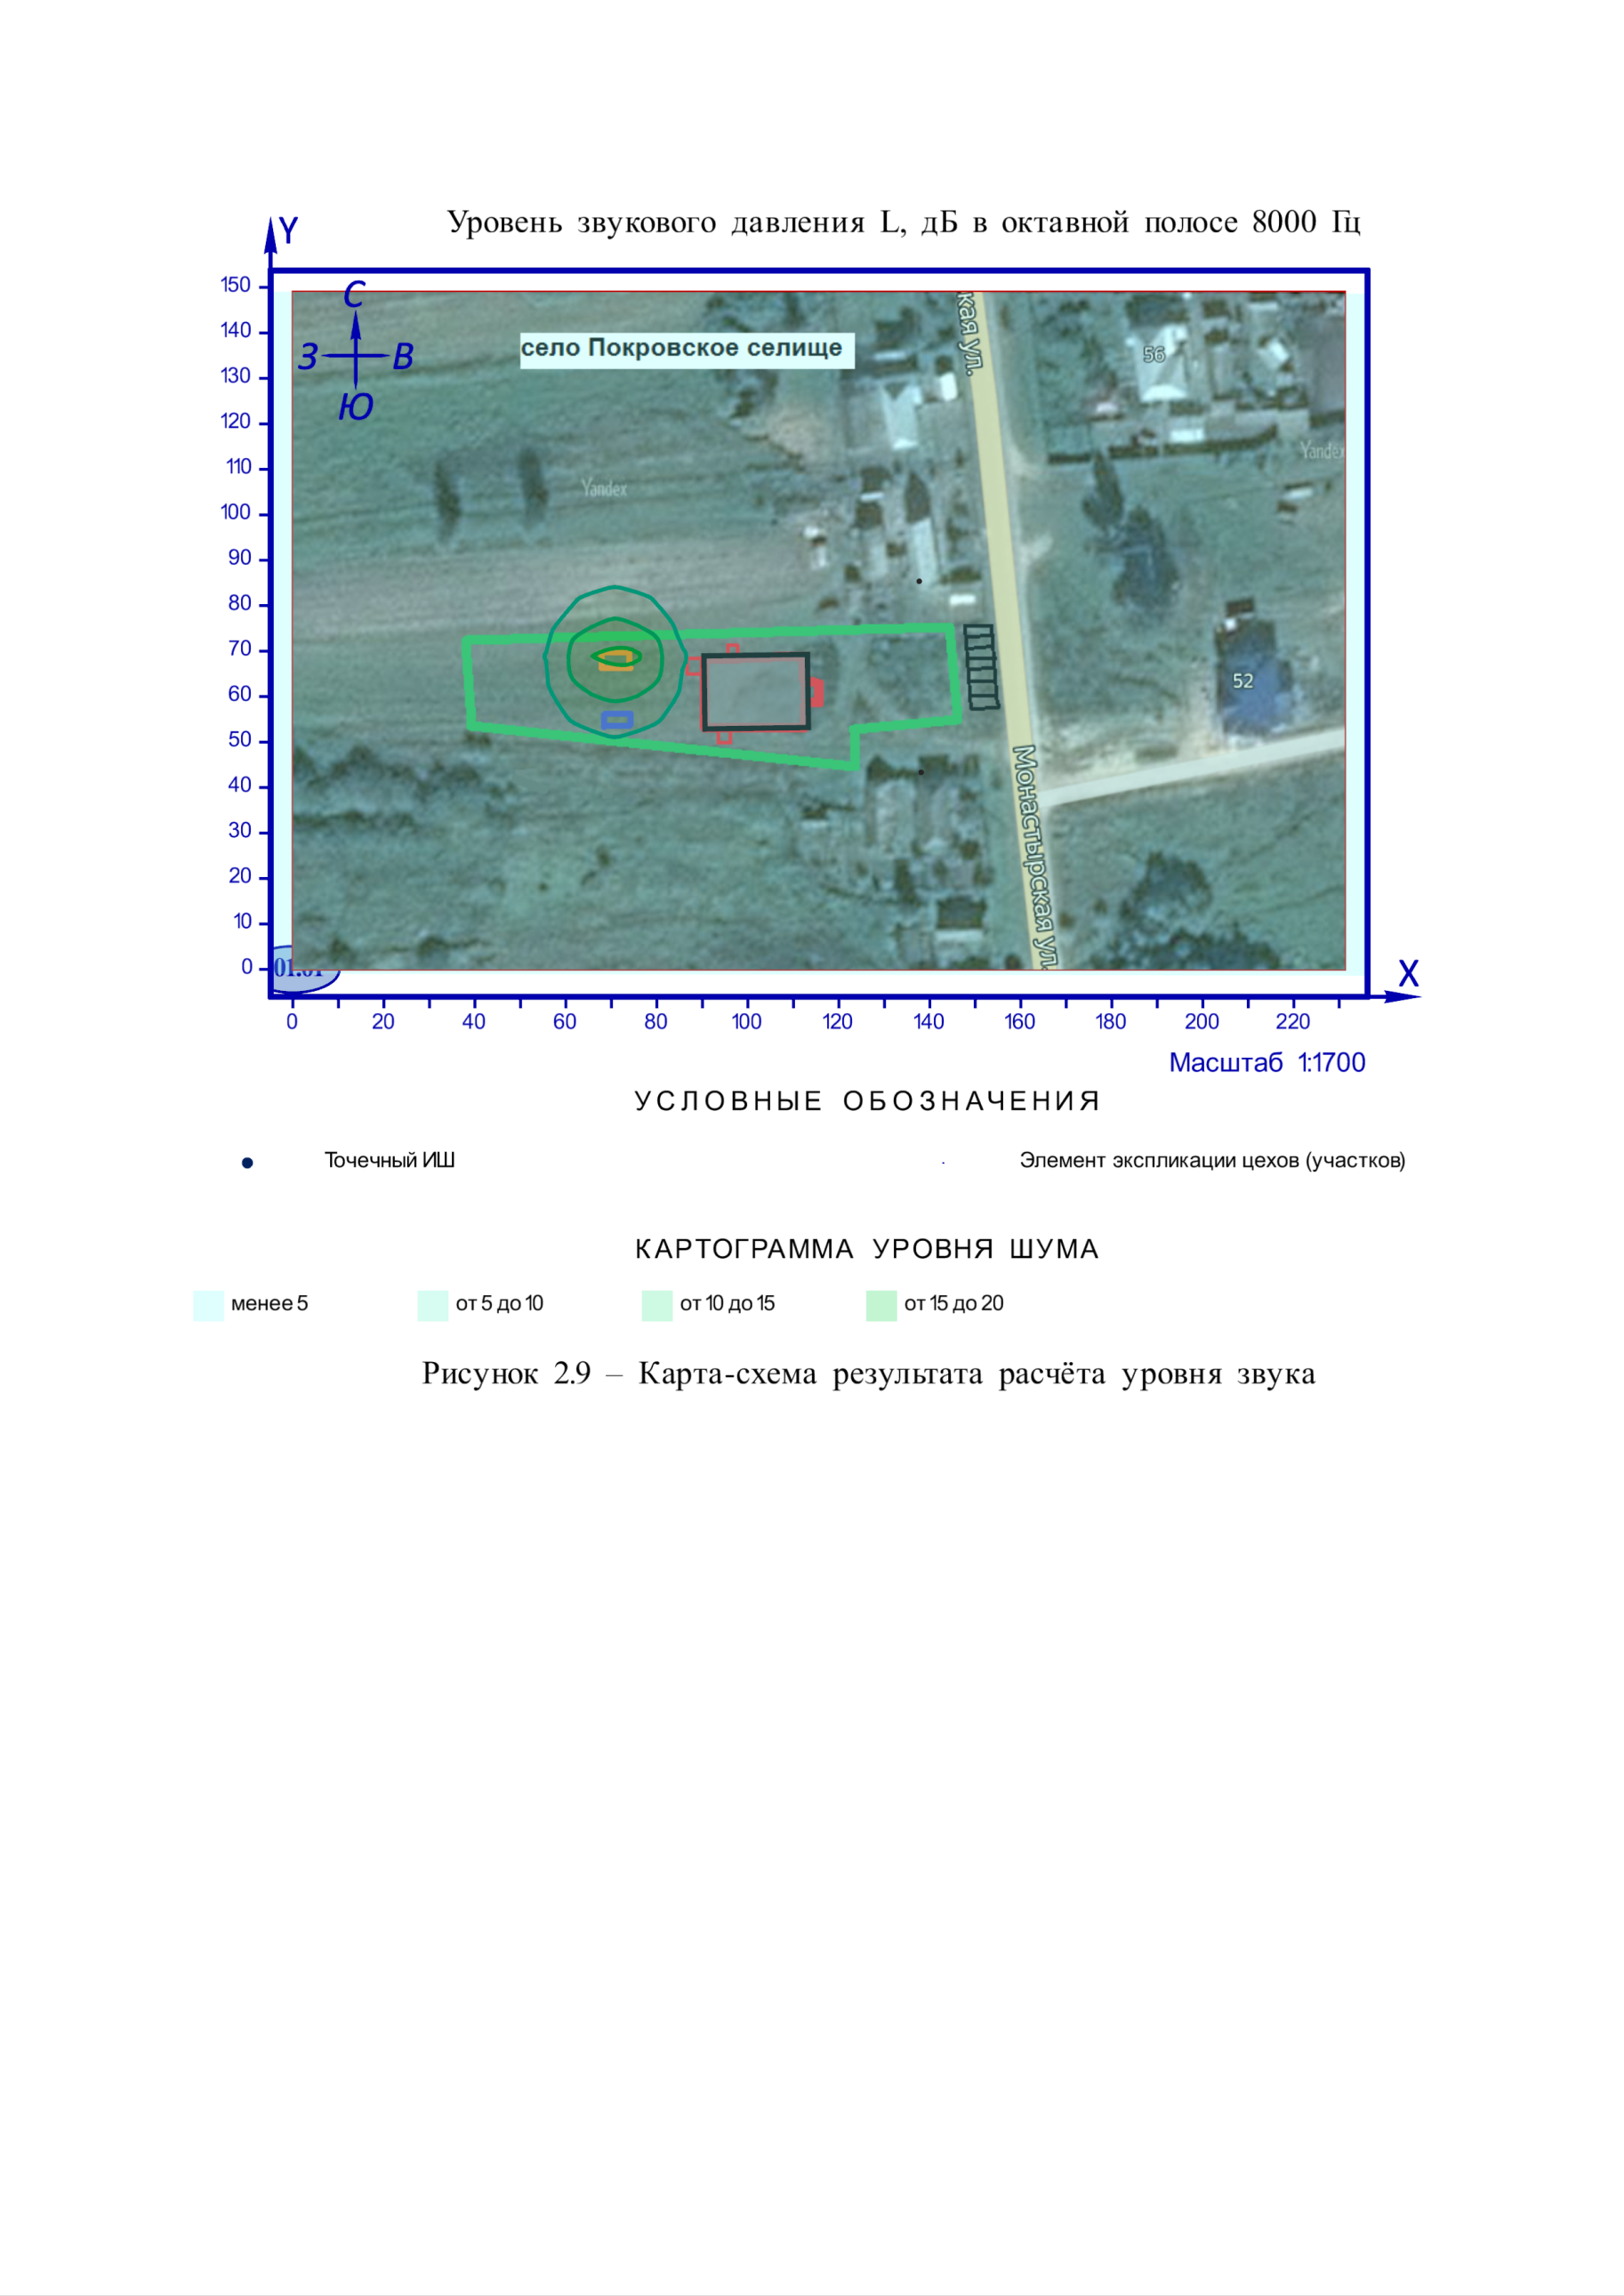 Уровень звукового давления L, дБ в октавной полосе 8000 Гц
Y
150
140
130
120
110
100
90
80
70
60
50
40
30
20
10
0
С
З
В
Ю
село Покровское селище
кая ул.
56
Yandex
Yandex
52
Монастырская ул.
01.01
X
0 20 40 60 80 100 120 140 160 180 200 220
Масштаб 1:1700
УСЛОВНЫЕ ОБОЗНАЧЕНИЯ
Точечный ИШ
Элемент экспликации цехов (участков)
КАРТОГРАММА УРОВНЯ ШУМА
менее 5
от 5 до 10
от 10 до 15
от 15 до 20
Рисунок 2.9 – Карта-схема результата расчёта уровня звука